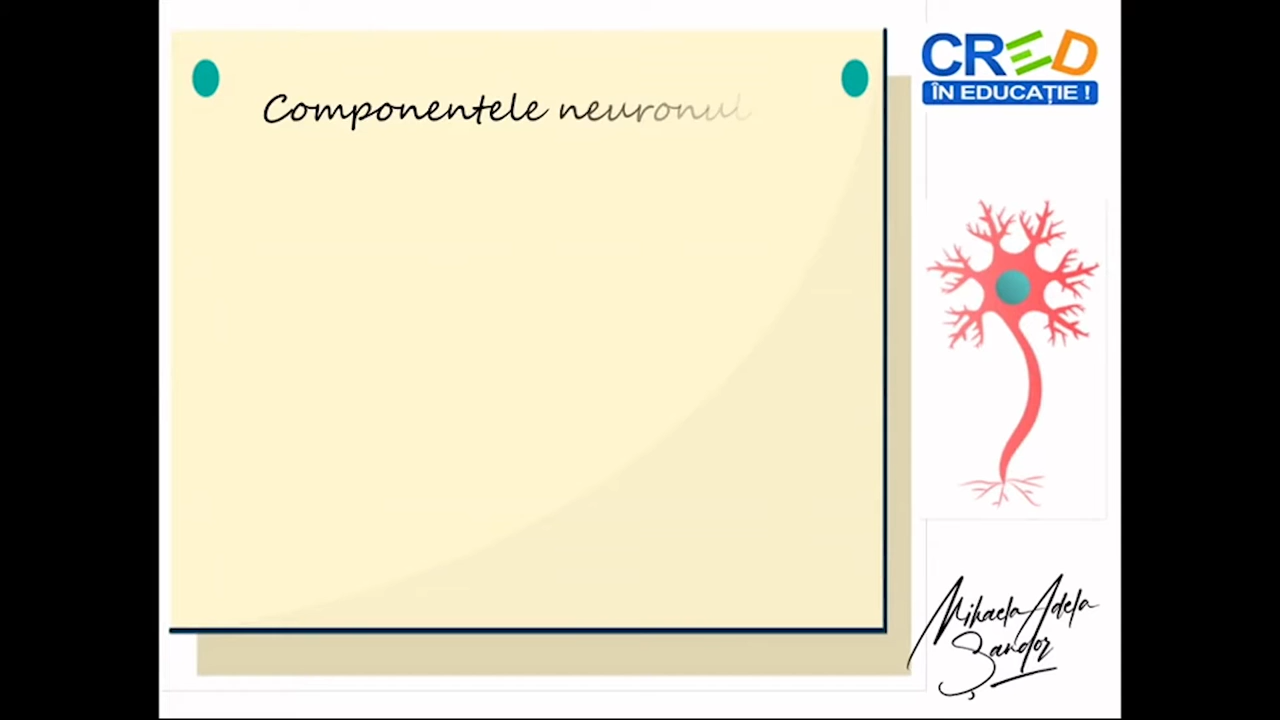 Componentele neuronul
CRED
ÎN EDUCAȚIE !
Mihaela Adela
Șandor